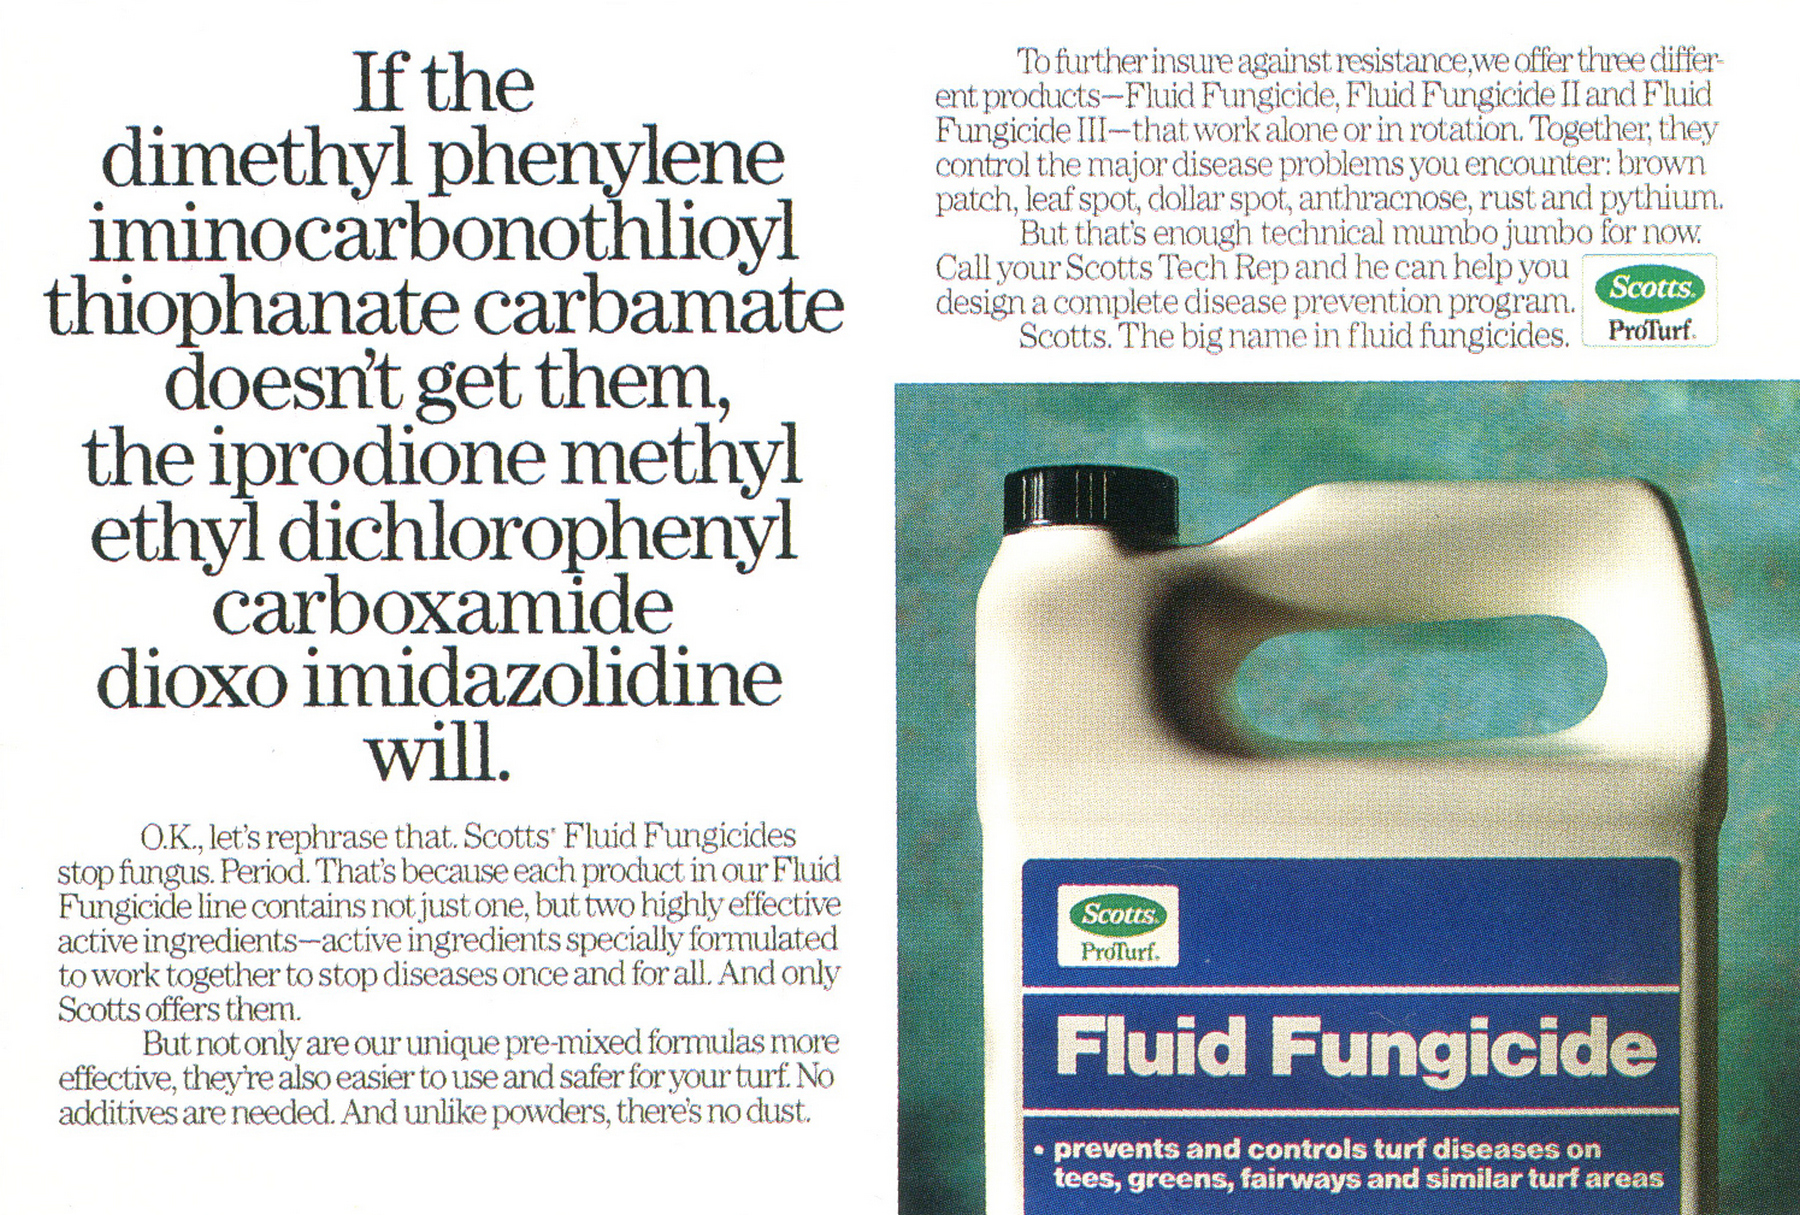 If the
dimethyl phenylene
iminocarbonothlioyl
thiophanate carbamate
doesn't get them,
the iprodione methyl
ethyl dichlorophenyl
carboxamide
dioxo imidazolidine
will.
O.K., let's rephrase that. Scotts® Fluid Fungicides
stop fungus. Period. That's because each product in our Fluid
Fungicide line contains not just one, but two highly effective
active ingredients—active ingredients specially formulated
to work together to stop diseases once and for all. And only
Scotts offers them.
But not only are our unique pre-mixed formulas more
effective, they're also easier to use and safer for your turf. No
additives are needed. And unlike powders, there's no dust.
To further insure against resistance, we offer three differ-
ent products—Fluid Fungicide, Fluid Fungicide II and Fluid
Fungicide III—that work alone or in rotation. Together, they
control the major disease problems you encounter: brown
patch, leaf spot, dollar spot, anthracnose, rust and pythium.
But that's enough technical mumbo jumbo for now.
Call your Scotts Tech Rep and he can help you
design a complete disease prevention program.
Scotts. The big name in fluid fungicides.
Scotts®
ProTurf®
Scotts®
ProTurf®
Fluid Fungicide
• prevents and controls turf diseases on
tees, greens, fairways and similar turf areas